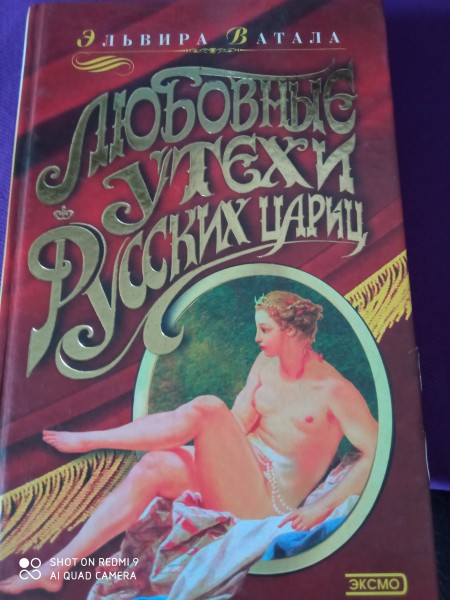 Эльвира Ватала
Любовные
утехи
Русских цариц
ЭКСМО
SHOT ON REDMI 9
AI QUAD CAMERA